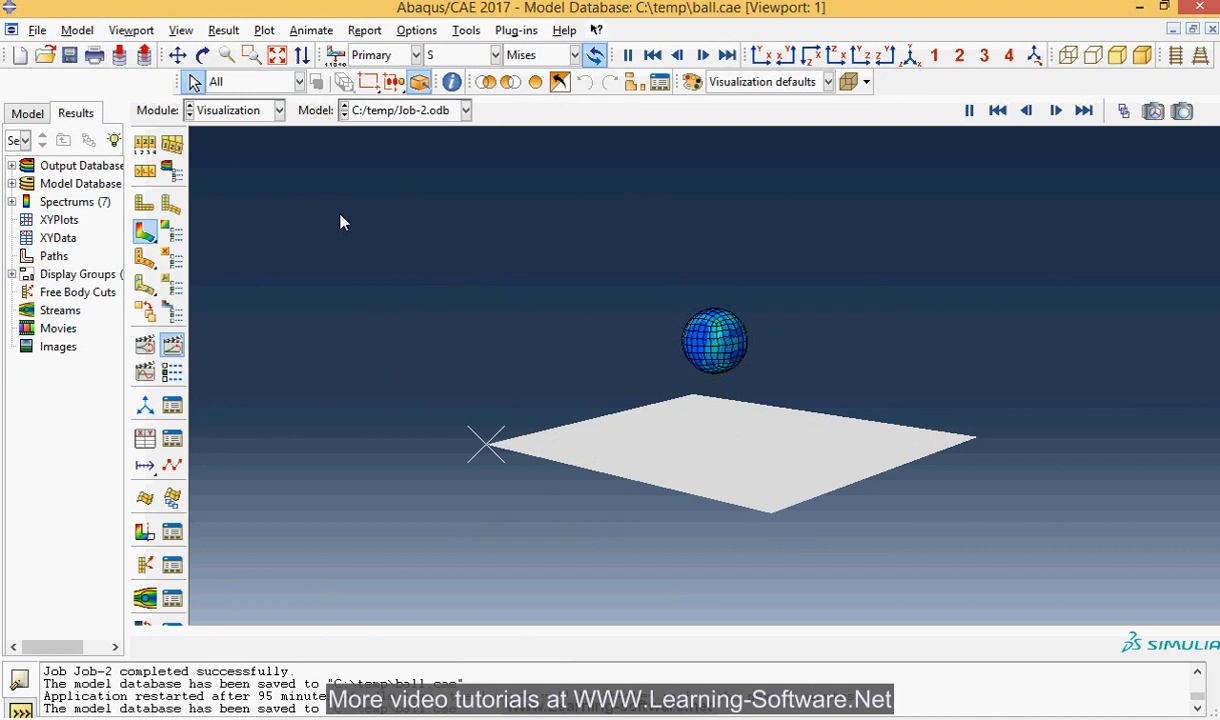 Abaqus/CAE 2017 - Model Database: C:\temp\ball.cae [Viewport: 1]
File Model Viewport View Result Plot Animate Report Options Tools Plug-ins Help
Primary S Mises 1 2 3 4
All Visualization defaults
Model Results Module: Visualization Model: C:/temp/Job-2.odb
Se
Output Database
Model Database
Spectrums (7)
XYPlots
XYData
Paths
Display Groups (
Free Body Cuts
Streams
Movies
Images
SIMULIA
Job Job-2 completed successfully.
The model database has been saved to "C:\temp\ball.cae"
Application restarted after 95 minute
The model database has been saved to
More video tutorials at WWW.Learning-Software.Net